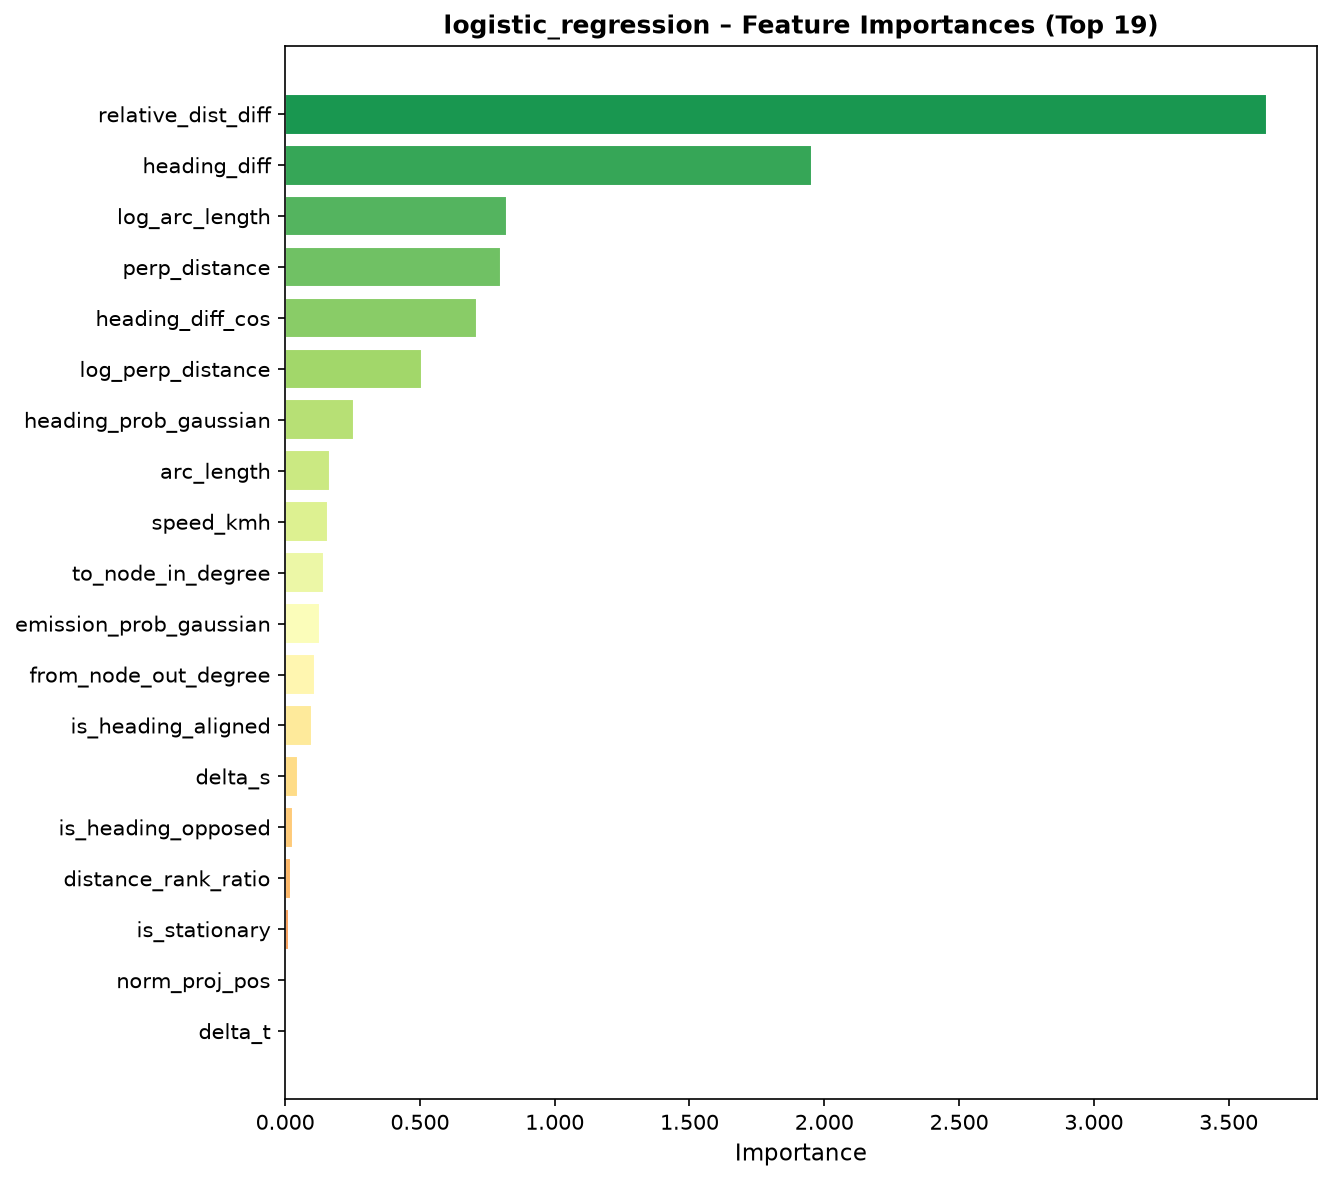 logistic_regression – Feature Importances (Top 19)
relative_dist_diff
heading_diff
log_arc_length
perp_distance
heading_diff_cos
log_perp_distance
heading_prob_gaussian
arc_length
speed_kmh
to_node_in_degree
emission_prob_gaussian
from_node_out_degree
is_heading_aligned
delta_s
is_heading_opposed
distance_rank_ratio
is_stationary
norm_proj_pos
delta_t
0.000 0.500 1.000 1.500 2.000 2.500 3.000 3.500
Importance